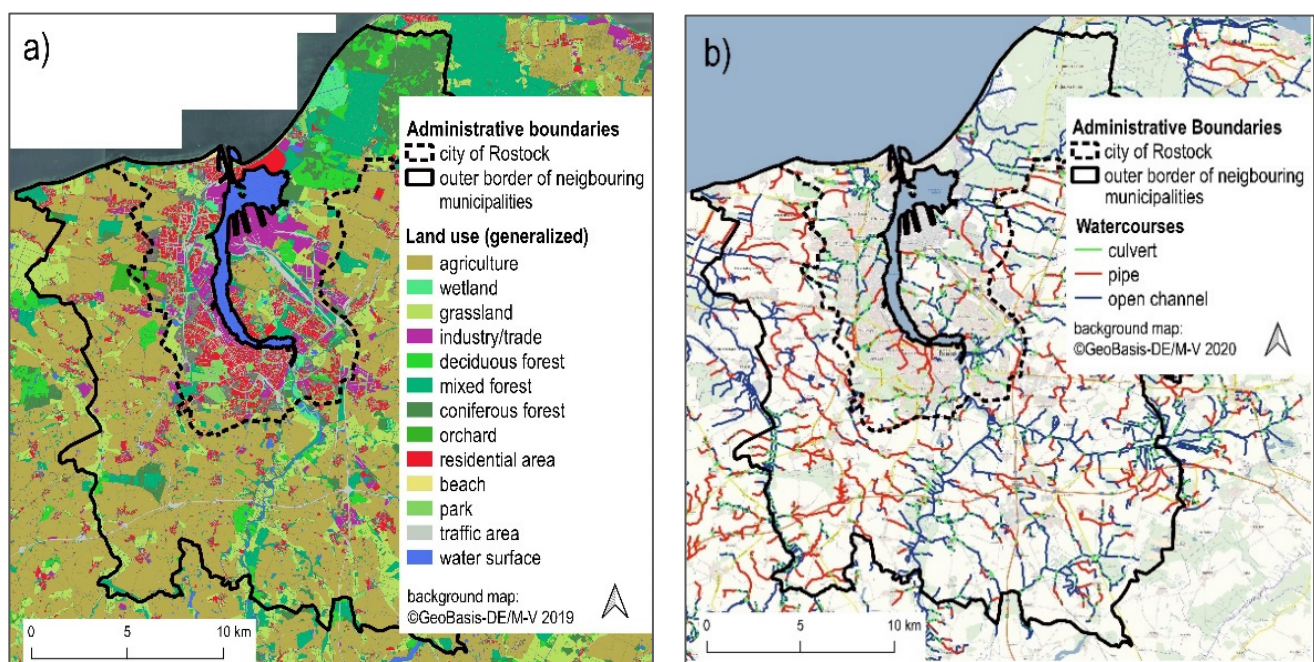 a)
Administrative boundaries
city of Rostock
outer border of neigbouring
municipalities
Land use (generalized)
agriculture
wetland
grassland
industry/trade
deciduous forest
mixed forest
coniferous forest
orchard
residential area
beach
park
traffic area
water surface
background map:
©GeoBasis-DE/M-V 2019
0 5 10 km
b)
Administrative Boundaries
city of Rostock
outer border of neigbouring
municipalities
Watercourses
culvert
pipe
open channel
background map:
©GeoBasis-DE/M-V 2020
0 5 10 km